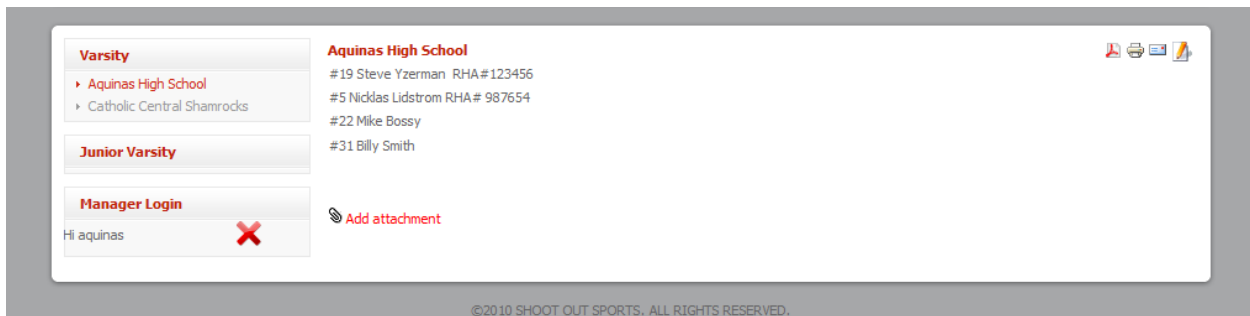 Varsity
Aquinas High School
Catholic Central Shamrocks
Junior Varsity
Manager Login
Hi aquinas
Aquinas High School
#19 Steve Yzerman RHA#123456
#5 Nicklas Lidstrom RHA# 987654
#22 Mike Bossy
#31 Billy Smith
Add attachment
©2010 SHOOT OUT SPORTS. ALL RIGHTS RESERVED.